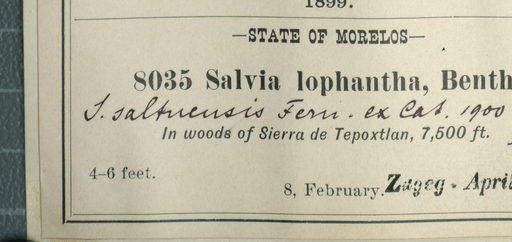 1899.
—STATE OF MORELOS—
8035 Salvia lophantha, Benth
S. saltuensis Fern. ex Cat. 1900
In woods of Sierra de Tepoxtlan, 7,500 ft.
4–6 feet.
8, February. Zugeg - April